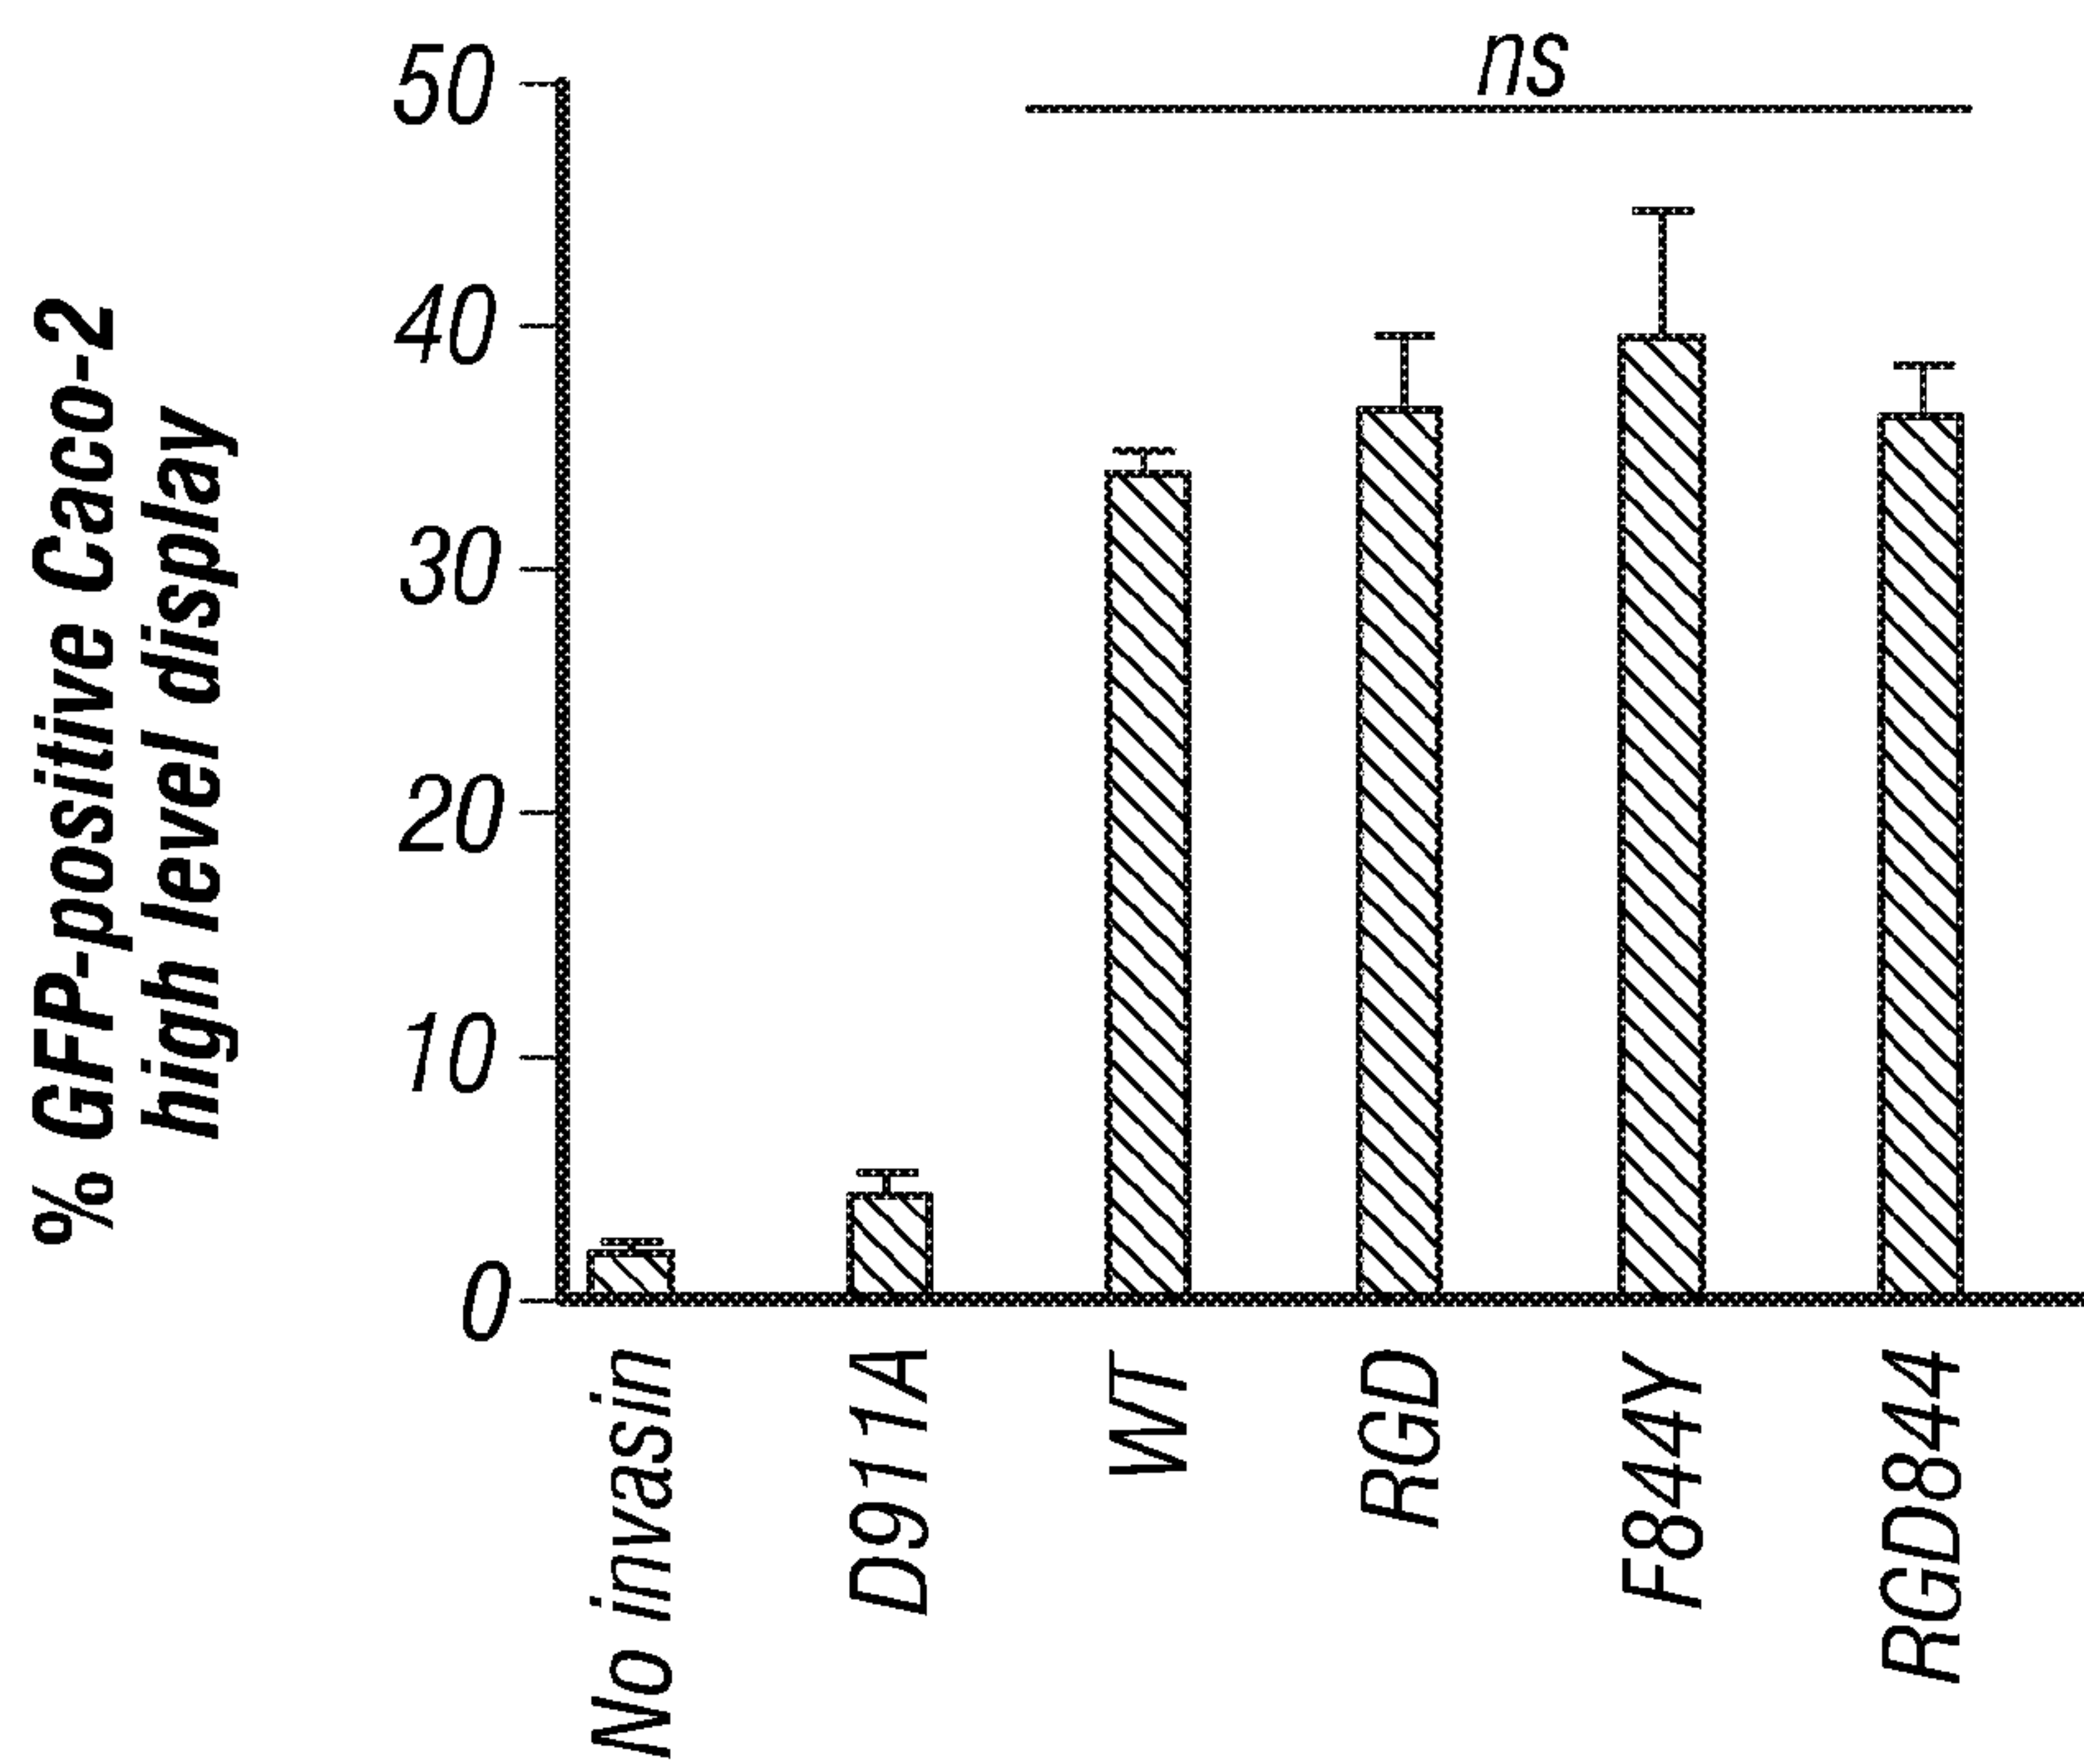 % GFP-positive Caco-2
high level display
50
40
30
20
10
0
ns
No invasin
D911A
WT
RGD
F844Y
RGD844